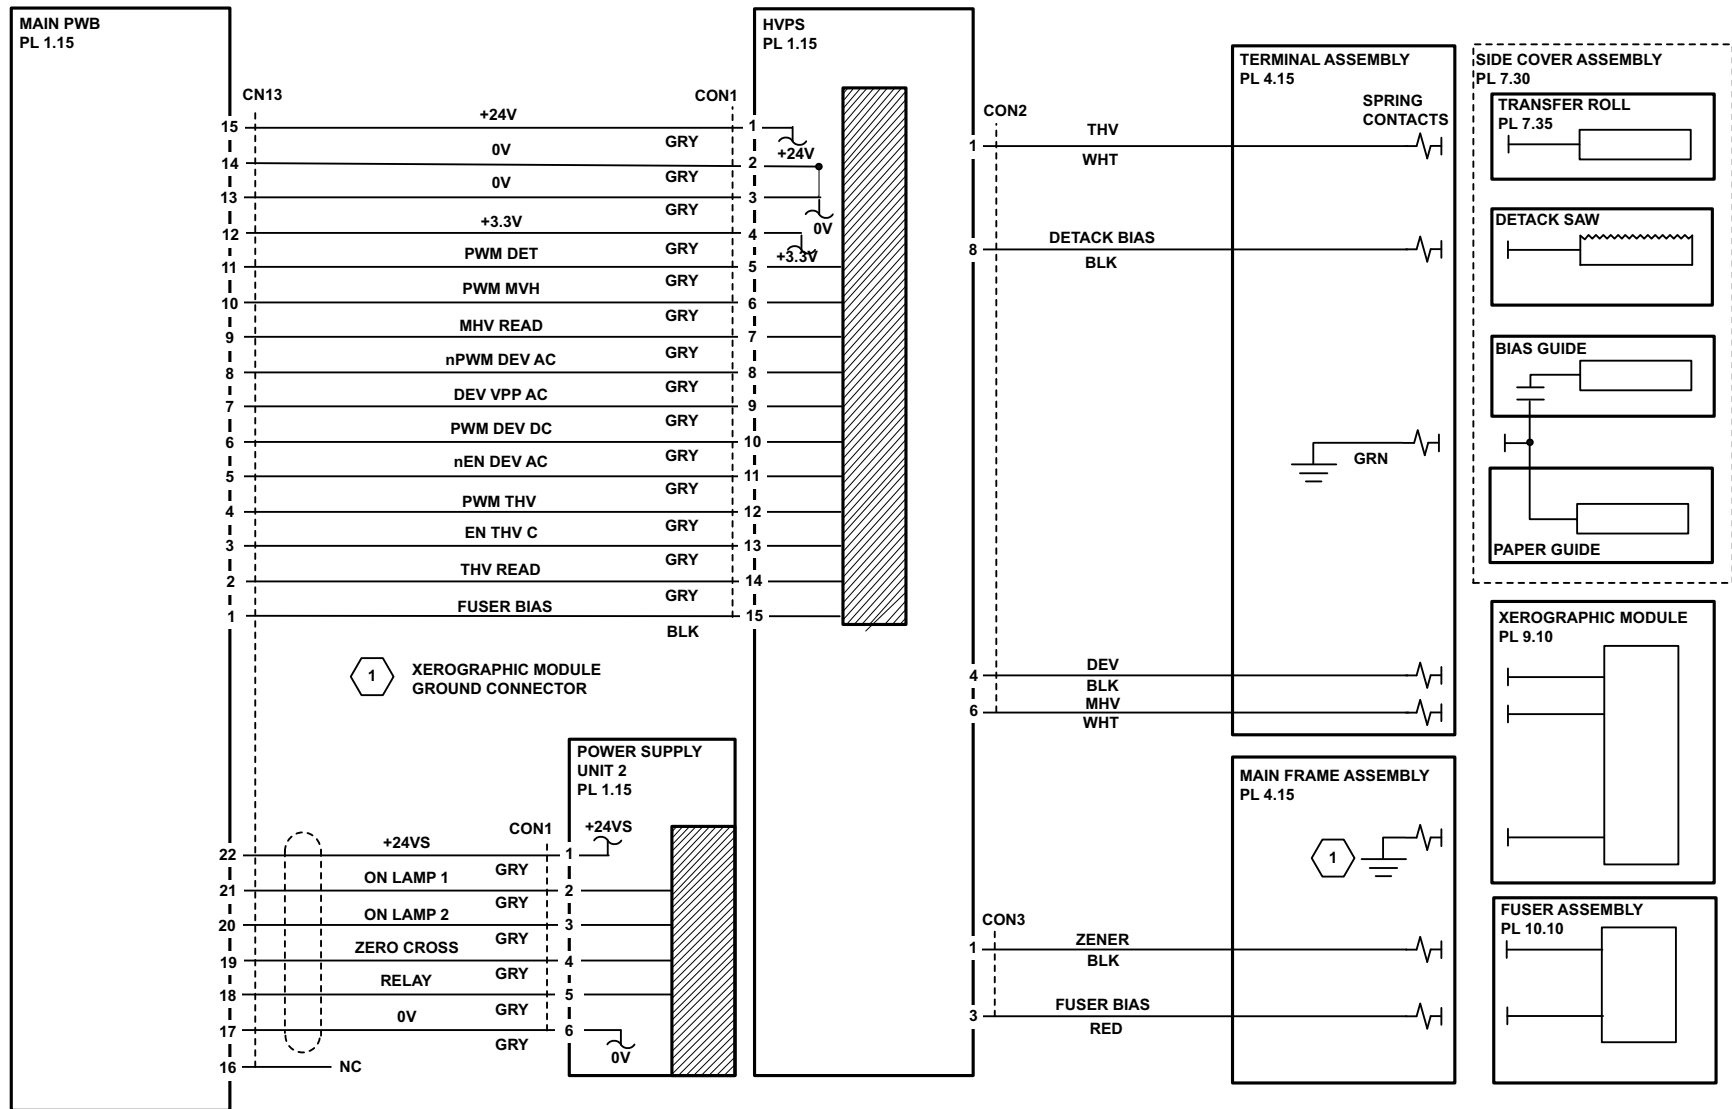 MAIN PWB
PL 1.15
CN13
15
14
13
12
11
10
9
8
7
6
5
4
3
2
1
+24V
GRY
0V
GRY
0V
GRY
+3.3V
GRY
PWM DET
GRY
PWM MVH
GRY
MHV READ
GRY
nPWM DEV AC
GRY
DEV VPP AC
GRY
PWM DEV DC
GRY
nEN DEV AC
GRY
PWM THV
GRY
EN THV C
GRY
THV READ
GRY
FUSER BIAS
BLK
CON1
1
2
3
4
5
6
7
8
9
10
11
12
13
14
15
HVPS
PL 1.15
+24V
0V
+3.3V
1 XEROGRAPHIC MODULE
GROUND CONNECTOR
22
21
20
19
18
17
16
+24VS
GRY
ON LAMP 1
GRY
ON LAMP 2
GRY
ZERO CROSS
GRY
RELAY
GRY
0V
GRY
NC
CON1
POWER SUPPLY
UNIT 2
PL 1.15
+24VS
1
2
3
4
5
6
0V
CON2
1
THV
WHT
8
DETACK BIAS
BLK
4
DEV
BLK
6
MHV
WHT
CON3
1
ZENER
BLK
3
FUSER BIAS
RED
TERMINAL ASSEMBLY
PL 4.15
SPRING
CONTACTS
GRN
MAIN FRAME ASSEMBLY
PL 4.15
1
SIDE COVER ASSEMBLY
PL 7.30
TRANSFER ROLL
PL 7.35
DETACK SAW
BIAS GUIDE
PAPER GUIDE
XEROGRAPHIC MODULE
PL 9.10
FUSER ASSEMBLY
PL 10.10